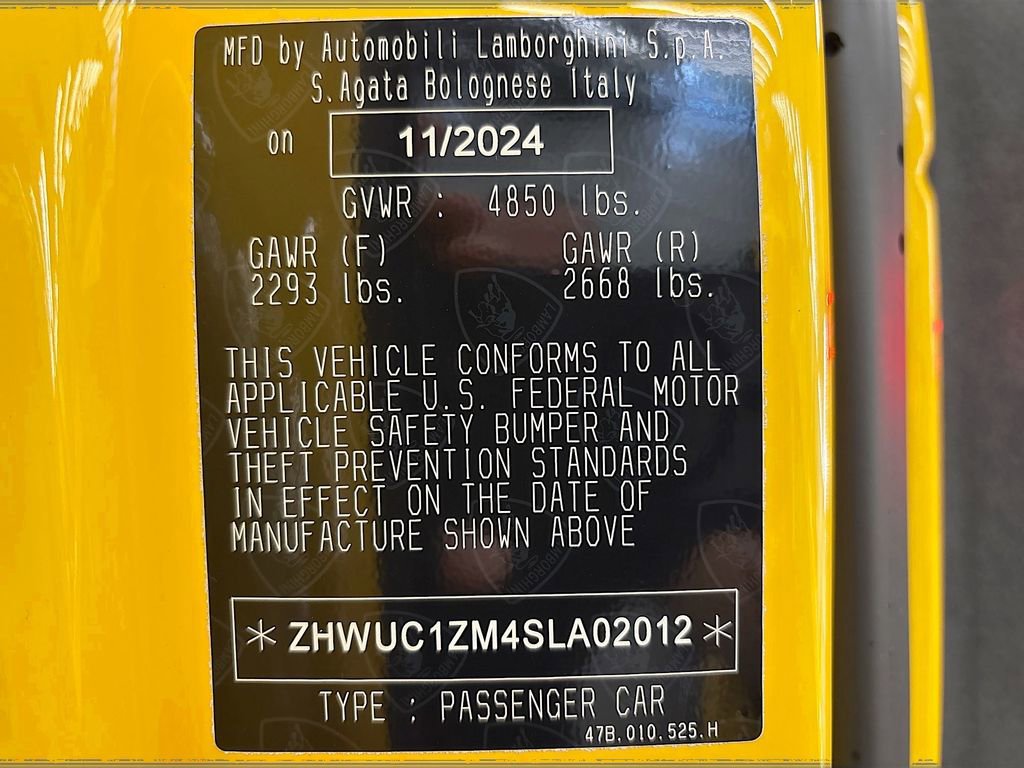 MFD by Automobili Lamborghini S.p.A.
S.Agata Bolognese Italy
on 11/2024
GVWR : 4850 lbs.
GAWR (F) GAWR (R)
2293 lbs. 2668 lbs.
THIS VEHICLE CONFORMS TO ALL
APPLICABLE U.S. FEDERAL MOTOR
VEHICLE SAFETY BUMPER AND
THEFT PREVENTION STANDARDS
IN EFFECT ON THE DATE OF
MANUFACTURE SHOWN ABOVE
*ZHWUC1ZM4SLA02012*
TYPE : PASSENGER CAR
47B.010.525.H